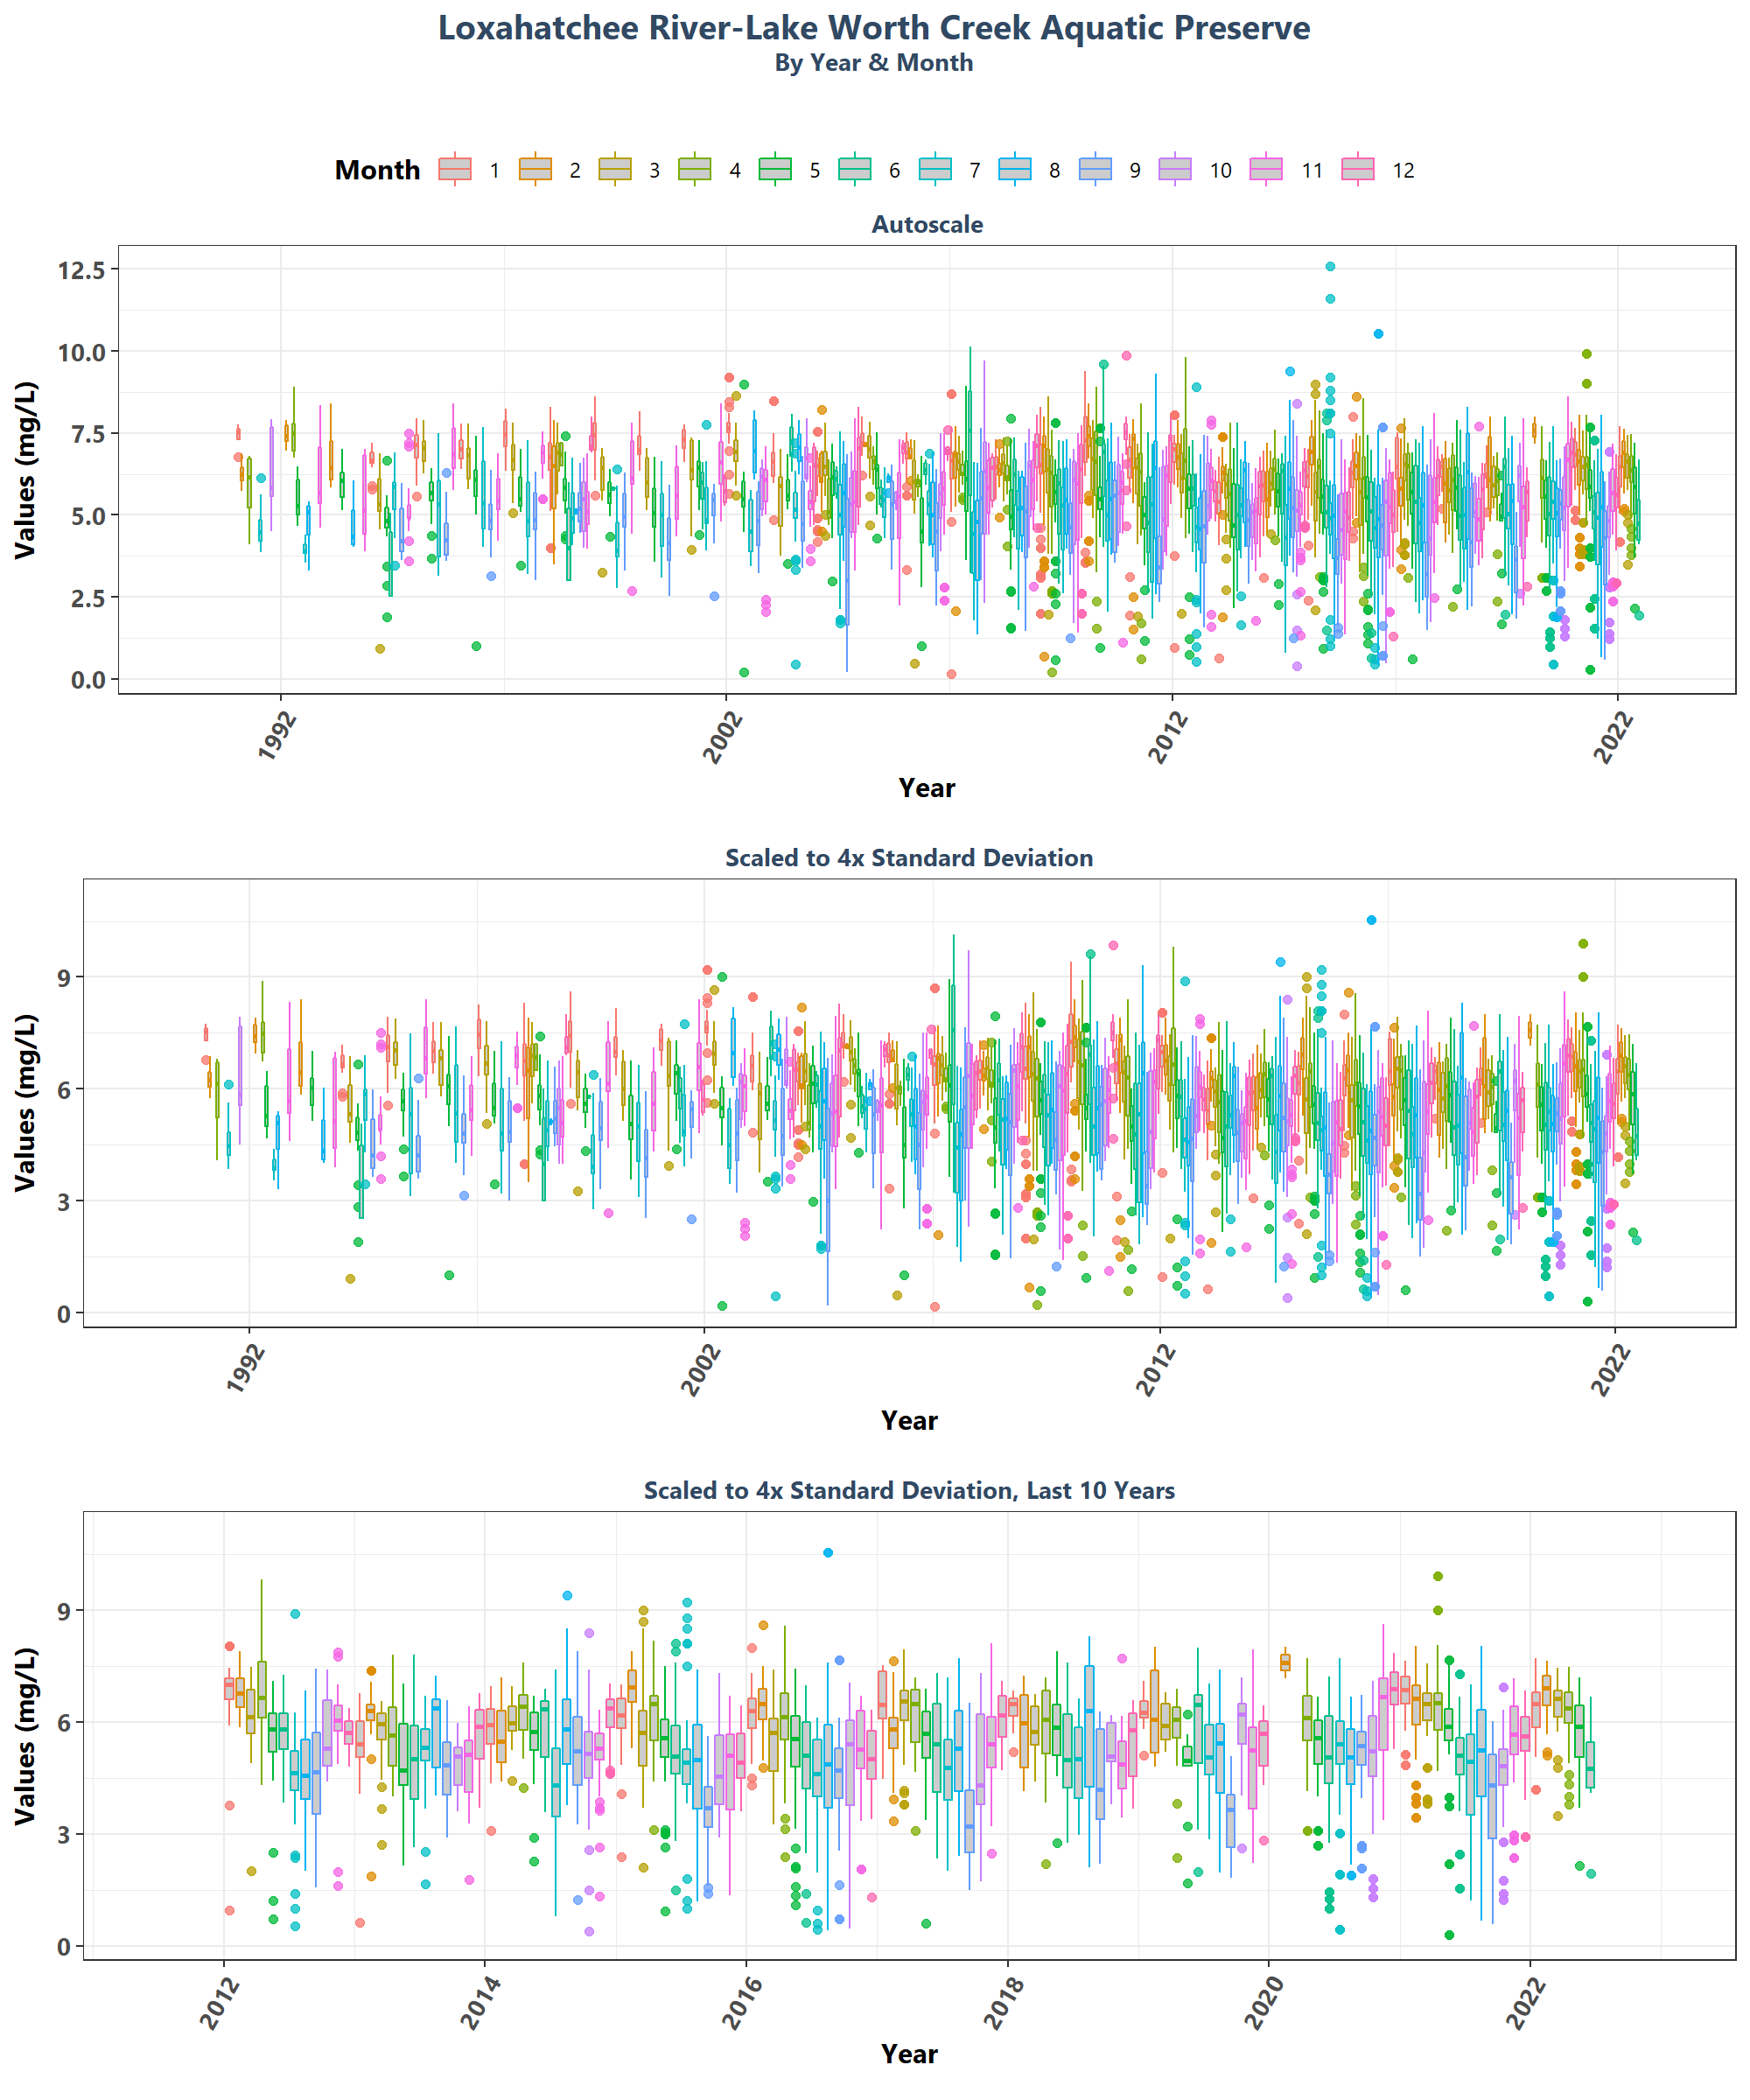 Loxahatchee River-Lake Worth Creek Aquatic Preserve
By Year & Month
Month 1 2 3 4 5 6 7 8 9 10 11 12
Autoscale
Values (mg/L)
12.5
10.0
7.5
5.0
2.5
0.0
1992 2002 2012 2022
Year
Scaled to 4x Standard Deviation
Values (mg/L)
9
6
3
0
1992 2002 2012 2022
Year
Scaled to 4x Standard Deviation, Last 10 Years
Values (mg/L)
9
6
3
0
2012 2014 2016 2018 2020 2022
Year